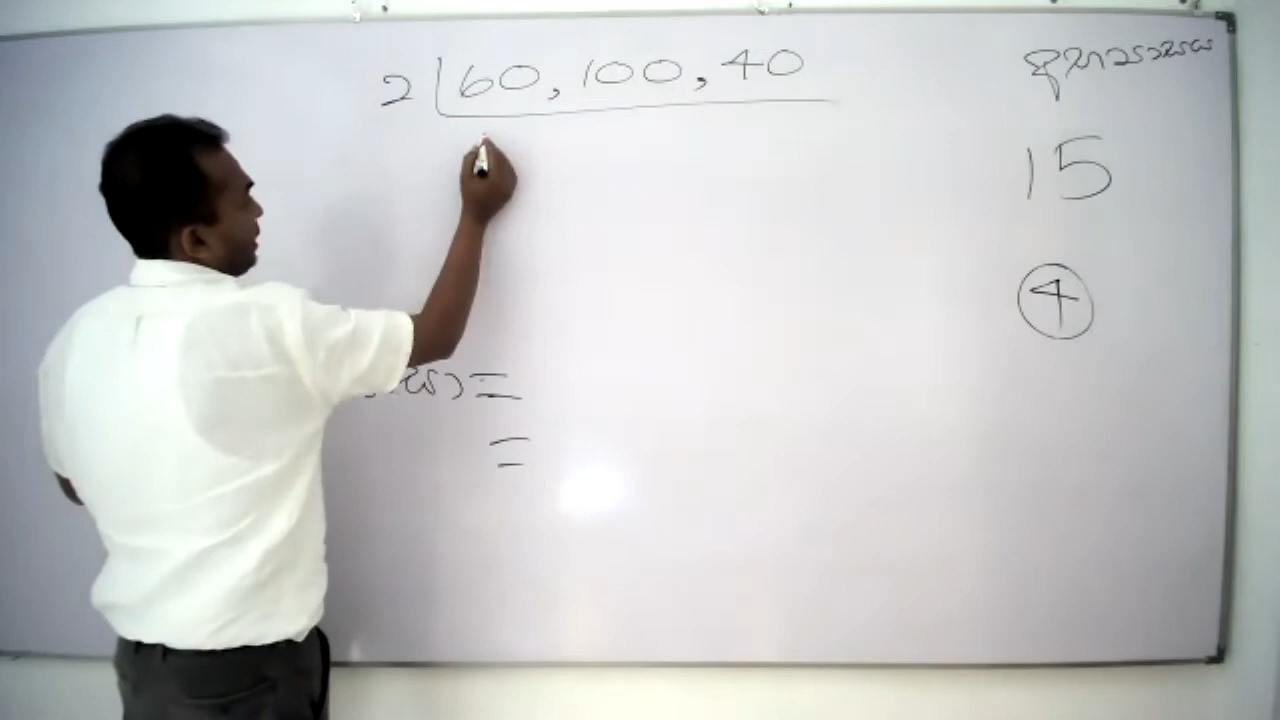 2 60, 100, 40
15
4
=
=